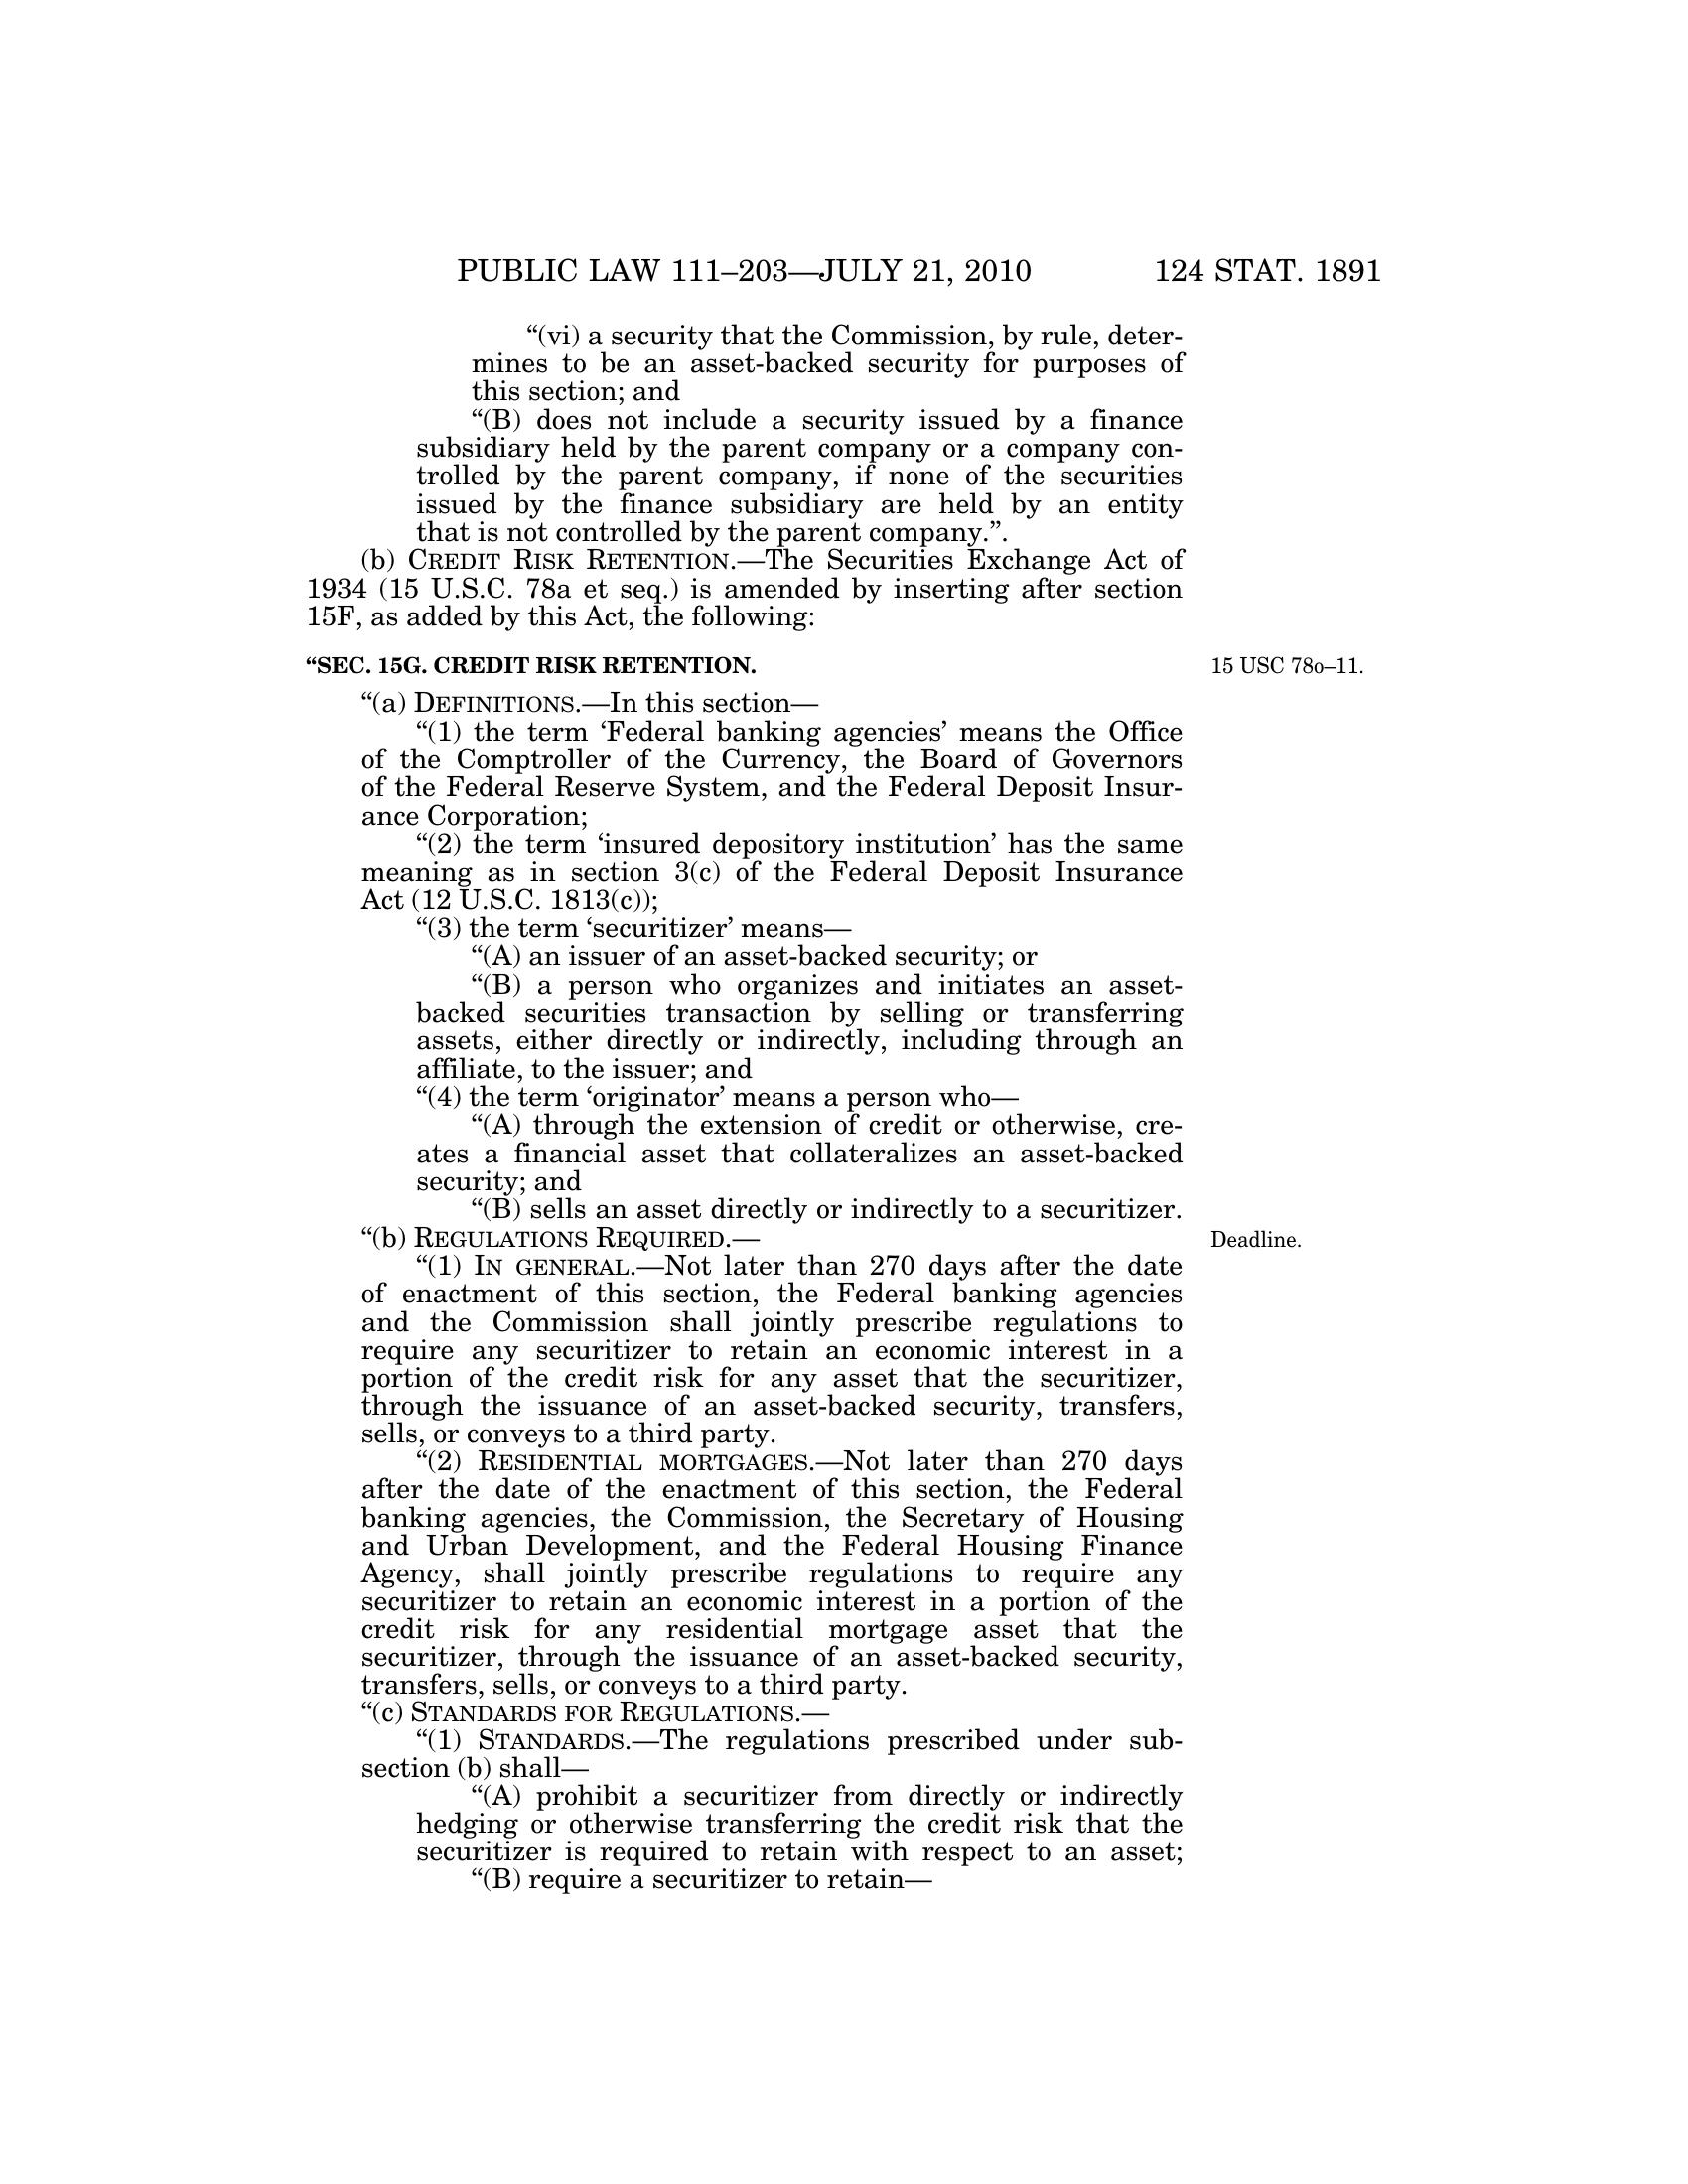 PUBLIC LAW 111–203—JULY 21, 2010 124 STAT. 1891
“(vi) a security that the Commission, by rule, deter-
mines to be an asset-backed security for purposes of
this section; and
“(B) does not include a security issued by a finance
subsidiary held by the parent company or a company con-
trolled by the parent company, if none of the securities
issued by the finance subsidiary are held by an entity
that is not controlled by the parent company.”.
(b) CREDIT RISK RETENTION.—The Securities Exchange Act of
1934 (15 U.S.C. 78a et seq.) is amended by inserting after section
15F, as added by this Act, the following:
“SEC. 15G. CREDIT RISK RETENTION.
15 USC 78o–11.
“(a) DEFINITIONS.—In this section—
“(1) the term ‘Federal banking agencies’ means the Office
of the Comptroller of the Currency, the Board of Governors
of the Federal Reserve System, and the Federal Deposit Insur-
ance Corporation;
“(2) the term ‘insured depository institution’ has the same
meaning as in section 3(c) of the Federal Deposit Insurance
Act (12 U.S.C. 1813(c));
“(3) the term ‘securitizer’ means—
“(A) an issuer of an asset-backed security; or
“(B) a person who organizes and initiates an asset-
backed securities transaction by selling or transferring
assets, either directly or indirectly, including through an
affiliate, to the issuer; and
“(4) the term ‘originator’ means a person who—
“(A) through the extension of credit or otherwise, cre-
ates a financial asset that collateralizes an asset-backed
security; and
“(B) sells an asset directly or indirectly to a securitizer.
“(b) REGULATIONS REQUIRED.—
Deadline.
“(1) IN GENERAL.—Not later than 270 days after the date
of enactment of this section, the Federal banking agencies
and the Commission shall jointly prescribe regulations to
require any securitizer to retain an economic interest in a
portion of the credit risk for any asset that the securitizer,
through the issuance of an asset-backed security, transfers,
sells, or conveys to a third party.
“(2) RESIDENTIAL MORTGAGES.—Not later than 270 days
after the date of the enactment of this section, the Federal
banking agencies, the Commission, the Secretary of Housing
and Urban Development, and the Federal Housing Finance
Agency, shall jointly prescribe regulations to require any
securitizer to retain an economic interest in a portion of the
credit risk for any residential mortgage asset that the
securitizer, through the issuance of an asset-backed security,
transfers, sells, or conveys to a third party.
“(c) STANDARDS FOR REGULATIONS.—
“(1) STANDARDS.—The regulations prescribed under sub-
section (b) shall—
“(A) prohibit a securitizer from directly or indirectly
hedging or otherwise transferring the credit risk that the
securitizer is required to retain with respect to an asset;
“(B) require a securitizer to retain—